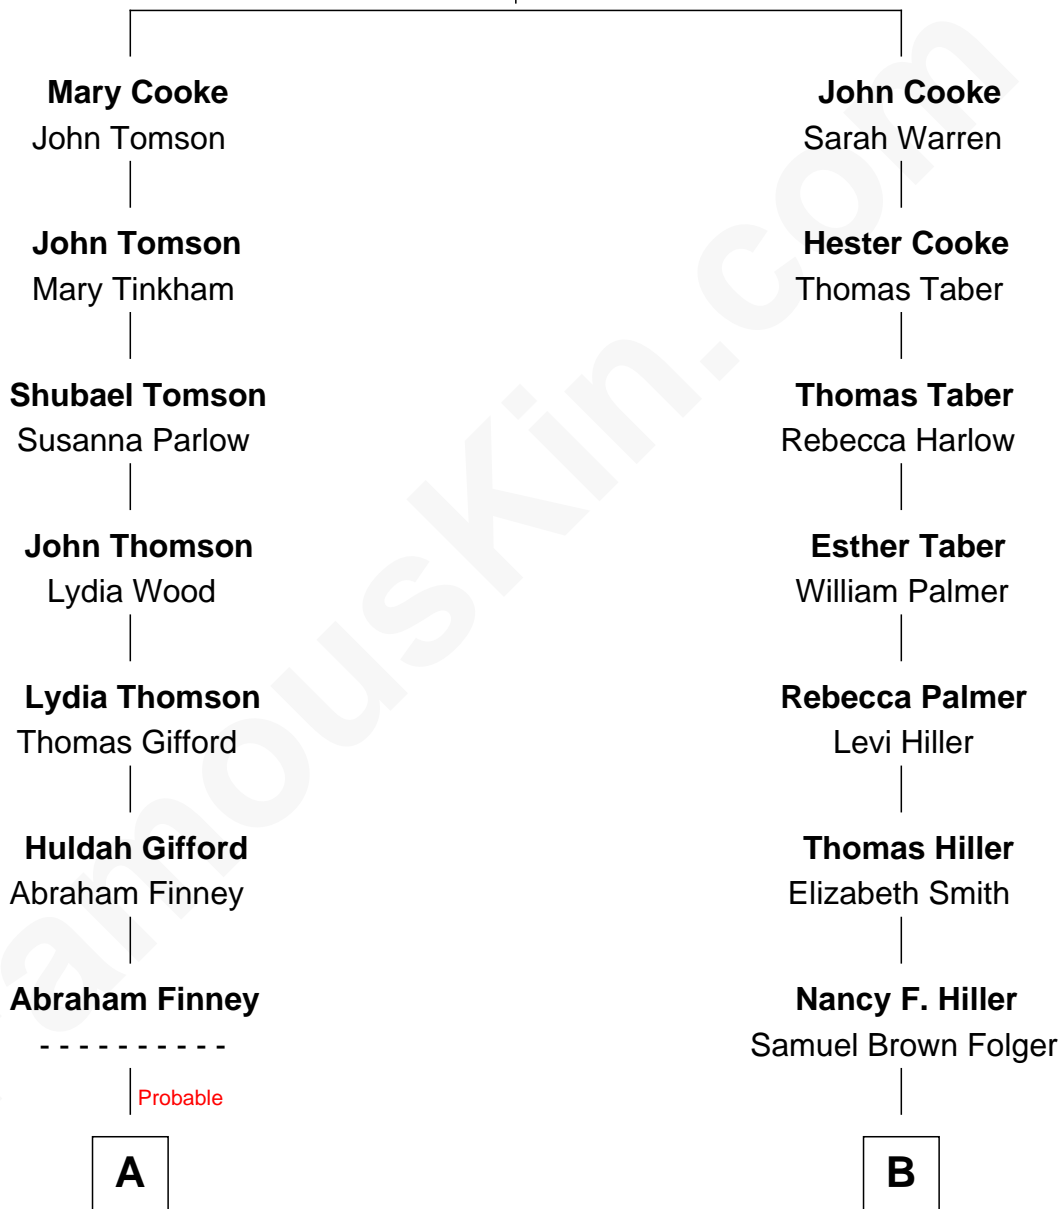 Mary Cooke
John Tomson
John Tomson
Mary Tinkham
Shubael Tomson
Susanna Parlow
John Thomson
Lydia Wood
Lydia Thomson
Thomas Gifford
Huldah Gifford
Abraham Finney
Abraham Finney
- - - - - - - - - -
Probable
A
John Cooke
Sarah Warren
Hester Cooke
Thomas Taber
Thomas Taber
Rebecca Harlow
Esther Taber
William Palmer
Rebecca Palmer
Levi Hiller
Thomas Hiller
Elizabeth Smith
Nancy F. Hiller
Samuel Brown Folger
B
amousKin.com